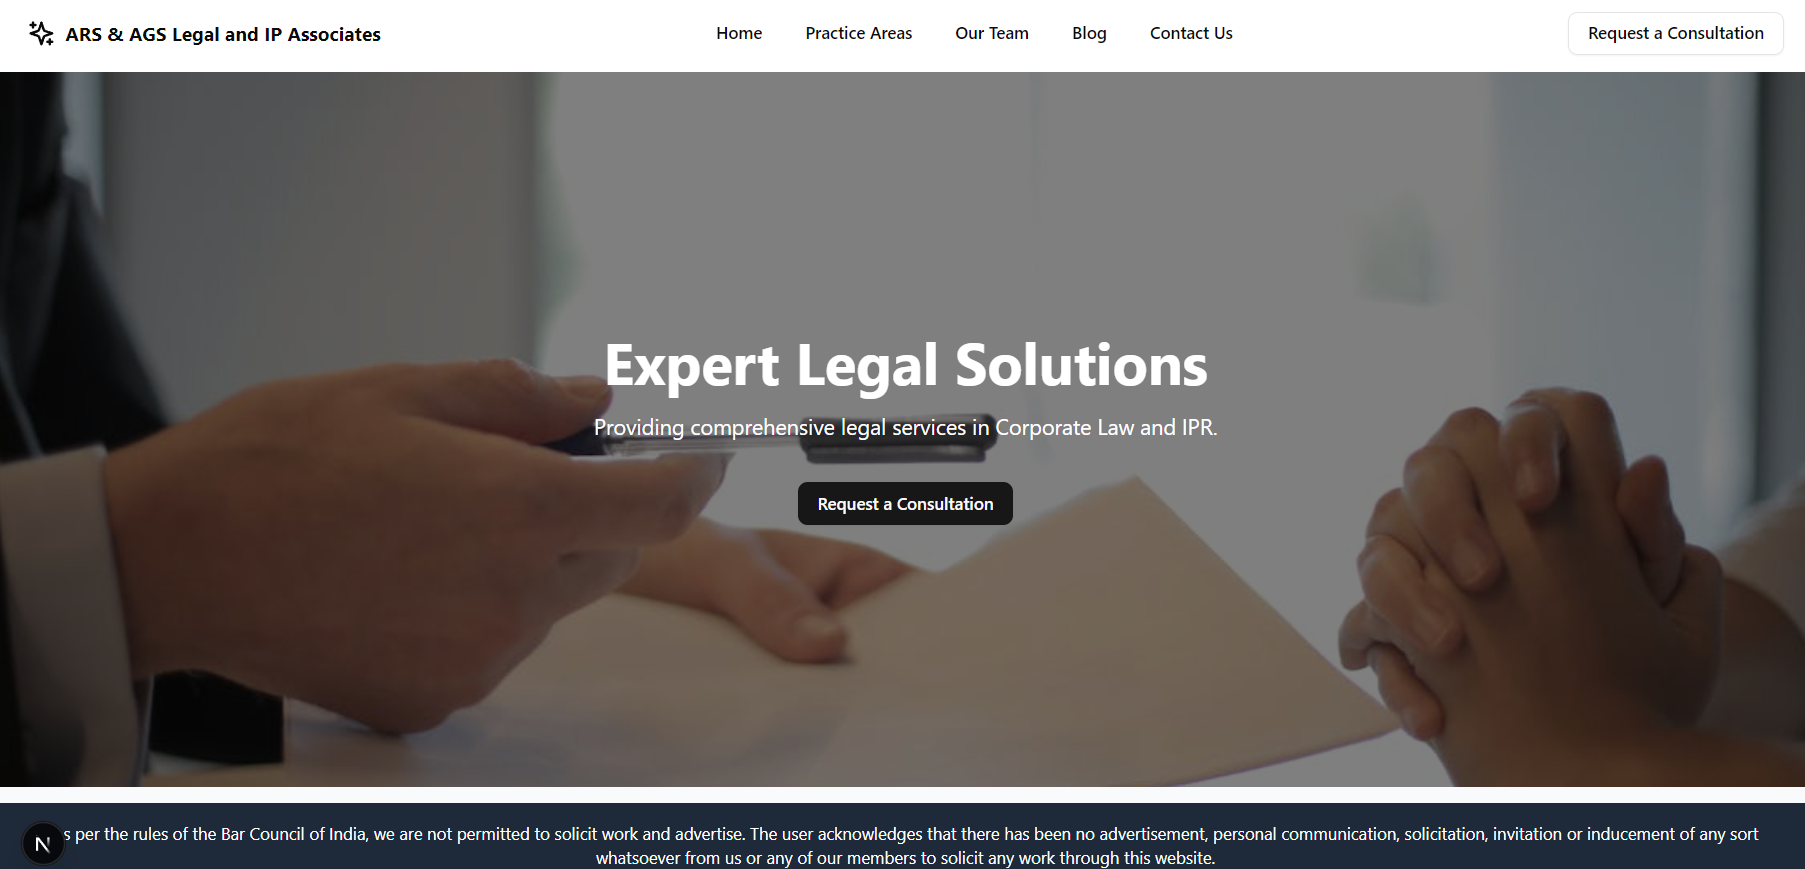 ARS & AGS Legal and IP Associates
Home
Practice Areas
Our Team
Blog
Contact Us
Request a Consultation
Expert Legal Solutions
Providing comprehensive legal services in Corporate Law and IPR.
Request a Consultation
s per the rules of the Bar Council of India, we are not permitted to solicit work and advertise. The user acknowledges that there has been no advertisement, personal communication, solicitation, invitation or inducement of any sort
whatsoever from us or any of our members to solicit any work through this website.
N